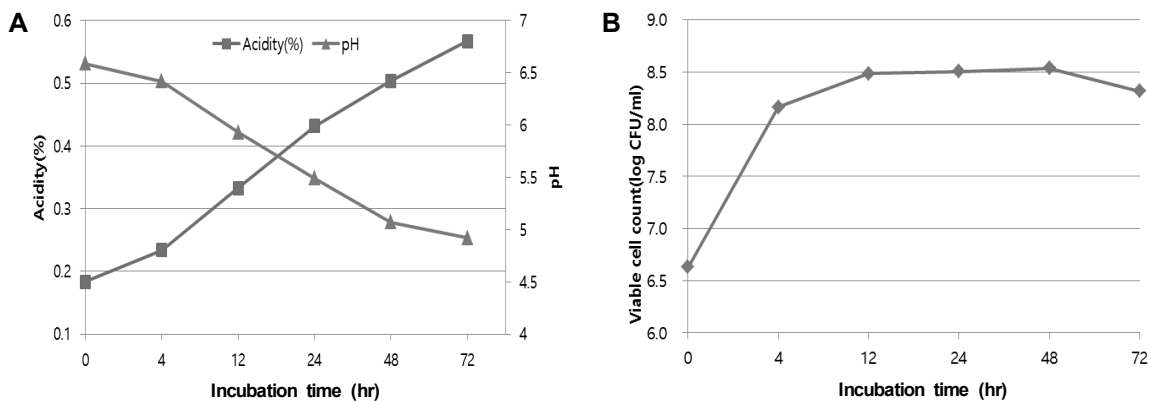 A
Acidity(%)
pH
0.6
0.5
0.4
0.3
0.2
0.1
Acidity(%)
7
6.5
6
5.5
5
4.5
4
pH
0 4 12 24 48 72
Incubation time (hr)
B
9.0
8.5
8.0
7.5
7.0
6.5
6.0
Viable cell count(log CFU/ml)
0 4 12 24 48 72
Incubation time (hr)